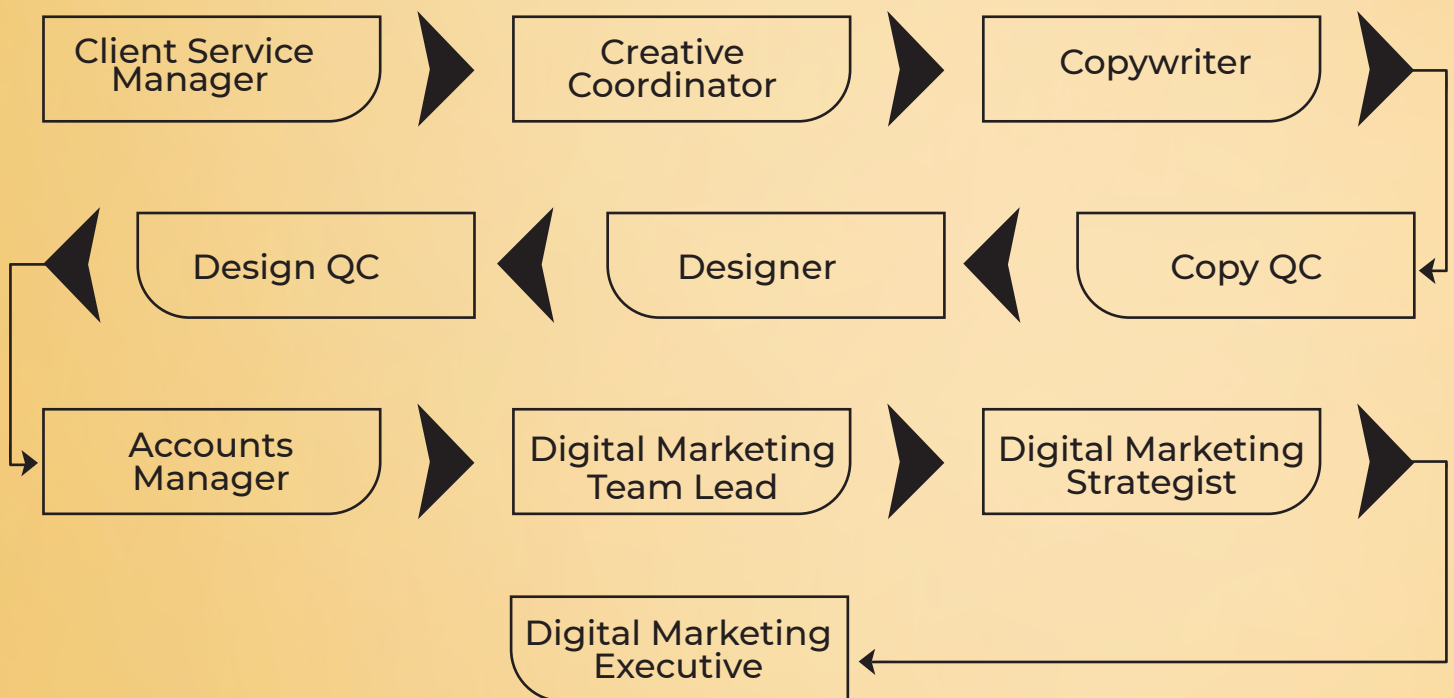 Client Service
Manager
Creative
Coordinator
Copywriter
Copy QC
Designer
Design QC
Accounts
Manager
Digital Marketing
Team Lead
Digital Marketing
Strategist
Digital Marketing
Executive